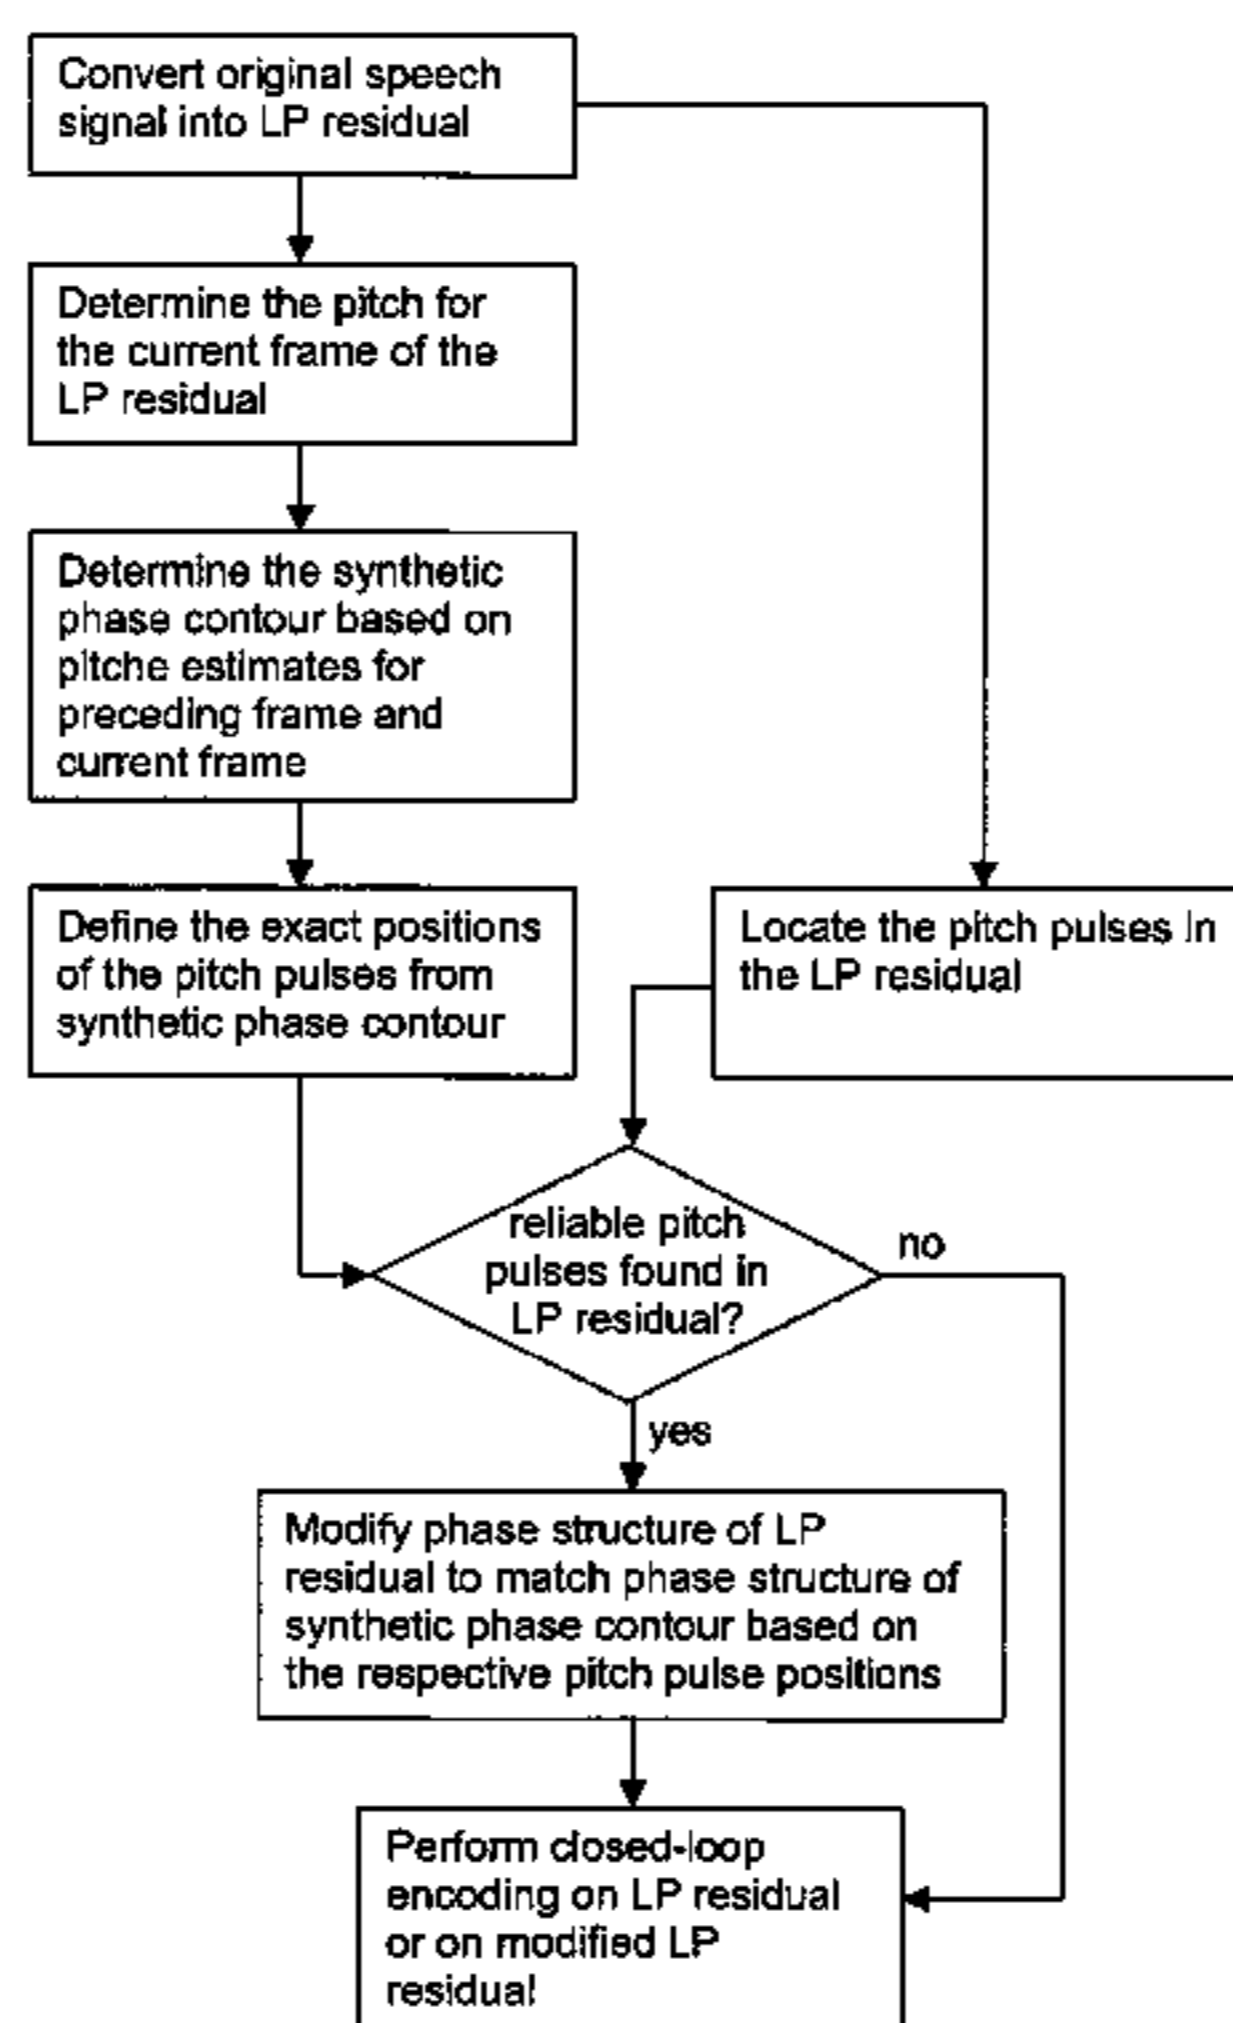 Convert original speech
signal into LP residual
Determine the pitch for
the current frame of the
LP residual
Determine the synthetic
phase contour based on
pitche estimates for
preceding frame and
current frame
Define the exact positions
of the pitch pulses from
synthetic phase contour
Locate the pitch pulses in
the LP residual
reliable pitch
pulses found in
LP residual?
no
yes
Modify phase structure of LP
residual to match phase structure of
synthetic phase contour based on
the respective pitch pulse positions
Perform closed-loop
encoding on LP residual
or on modified LP
residual